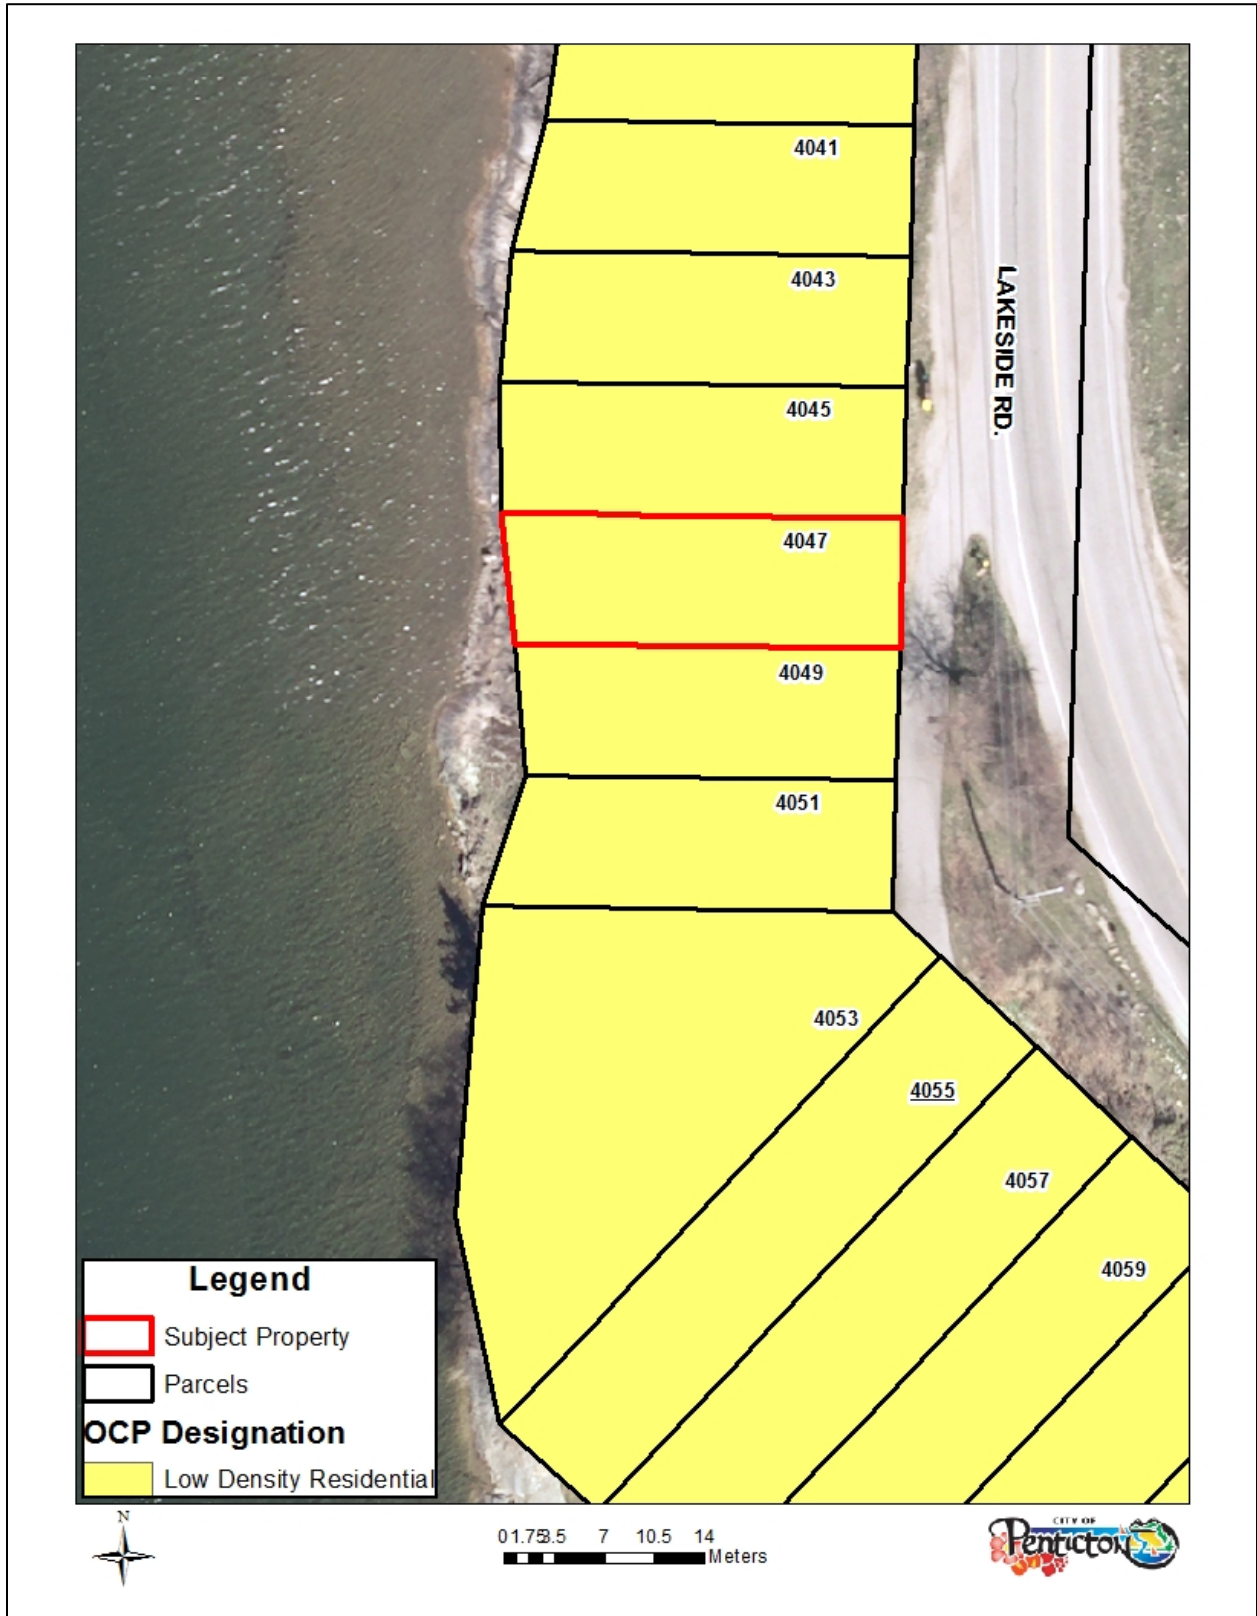 4041
4043
LAKESIDE RD.
4045
4047
4049
4051
4053
4055
4057
4059
Legend
Subject Property
Parcels
OCP Designation
Low Density Residential
N
0 1.75 3.5 7 10.5 14
Meters
CITY OF
Penticton